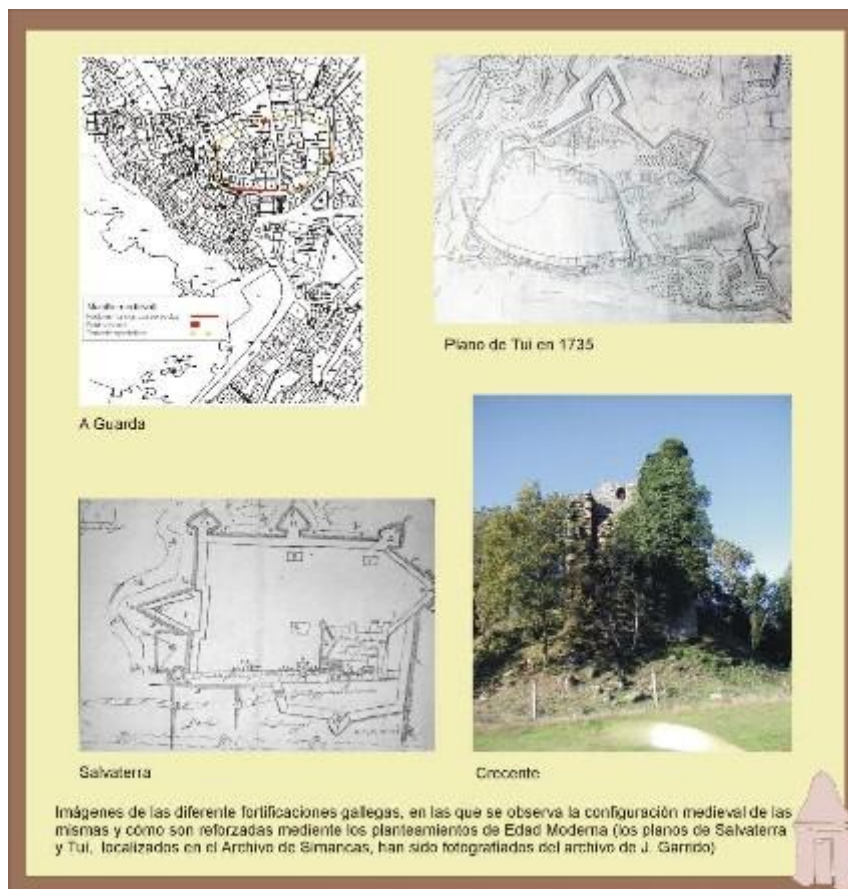 A Guarda
Plano de Tui en 1735
Salvaterra
Crecente
Imágenes de las diferente fortificaciones gallegas, en las que se observa la configuración medieval de las
mismas y cómo son reforzadas mediente los planteamientos de Edad Moderna (los planos de Salvaterra
y Tui, localizados en el Archivo de Simancas, han sido fotografiados del archivo de J. Garrido)